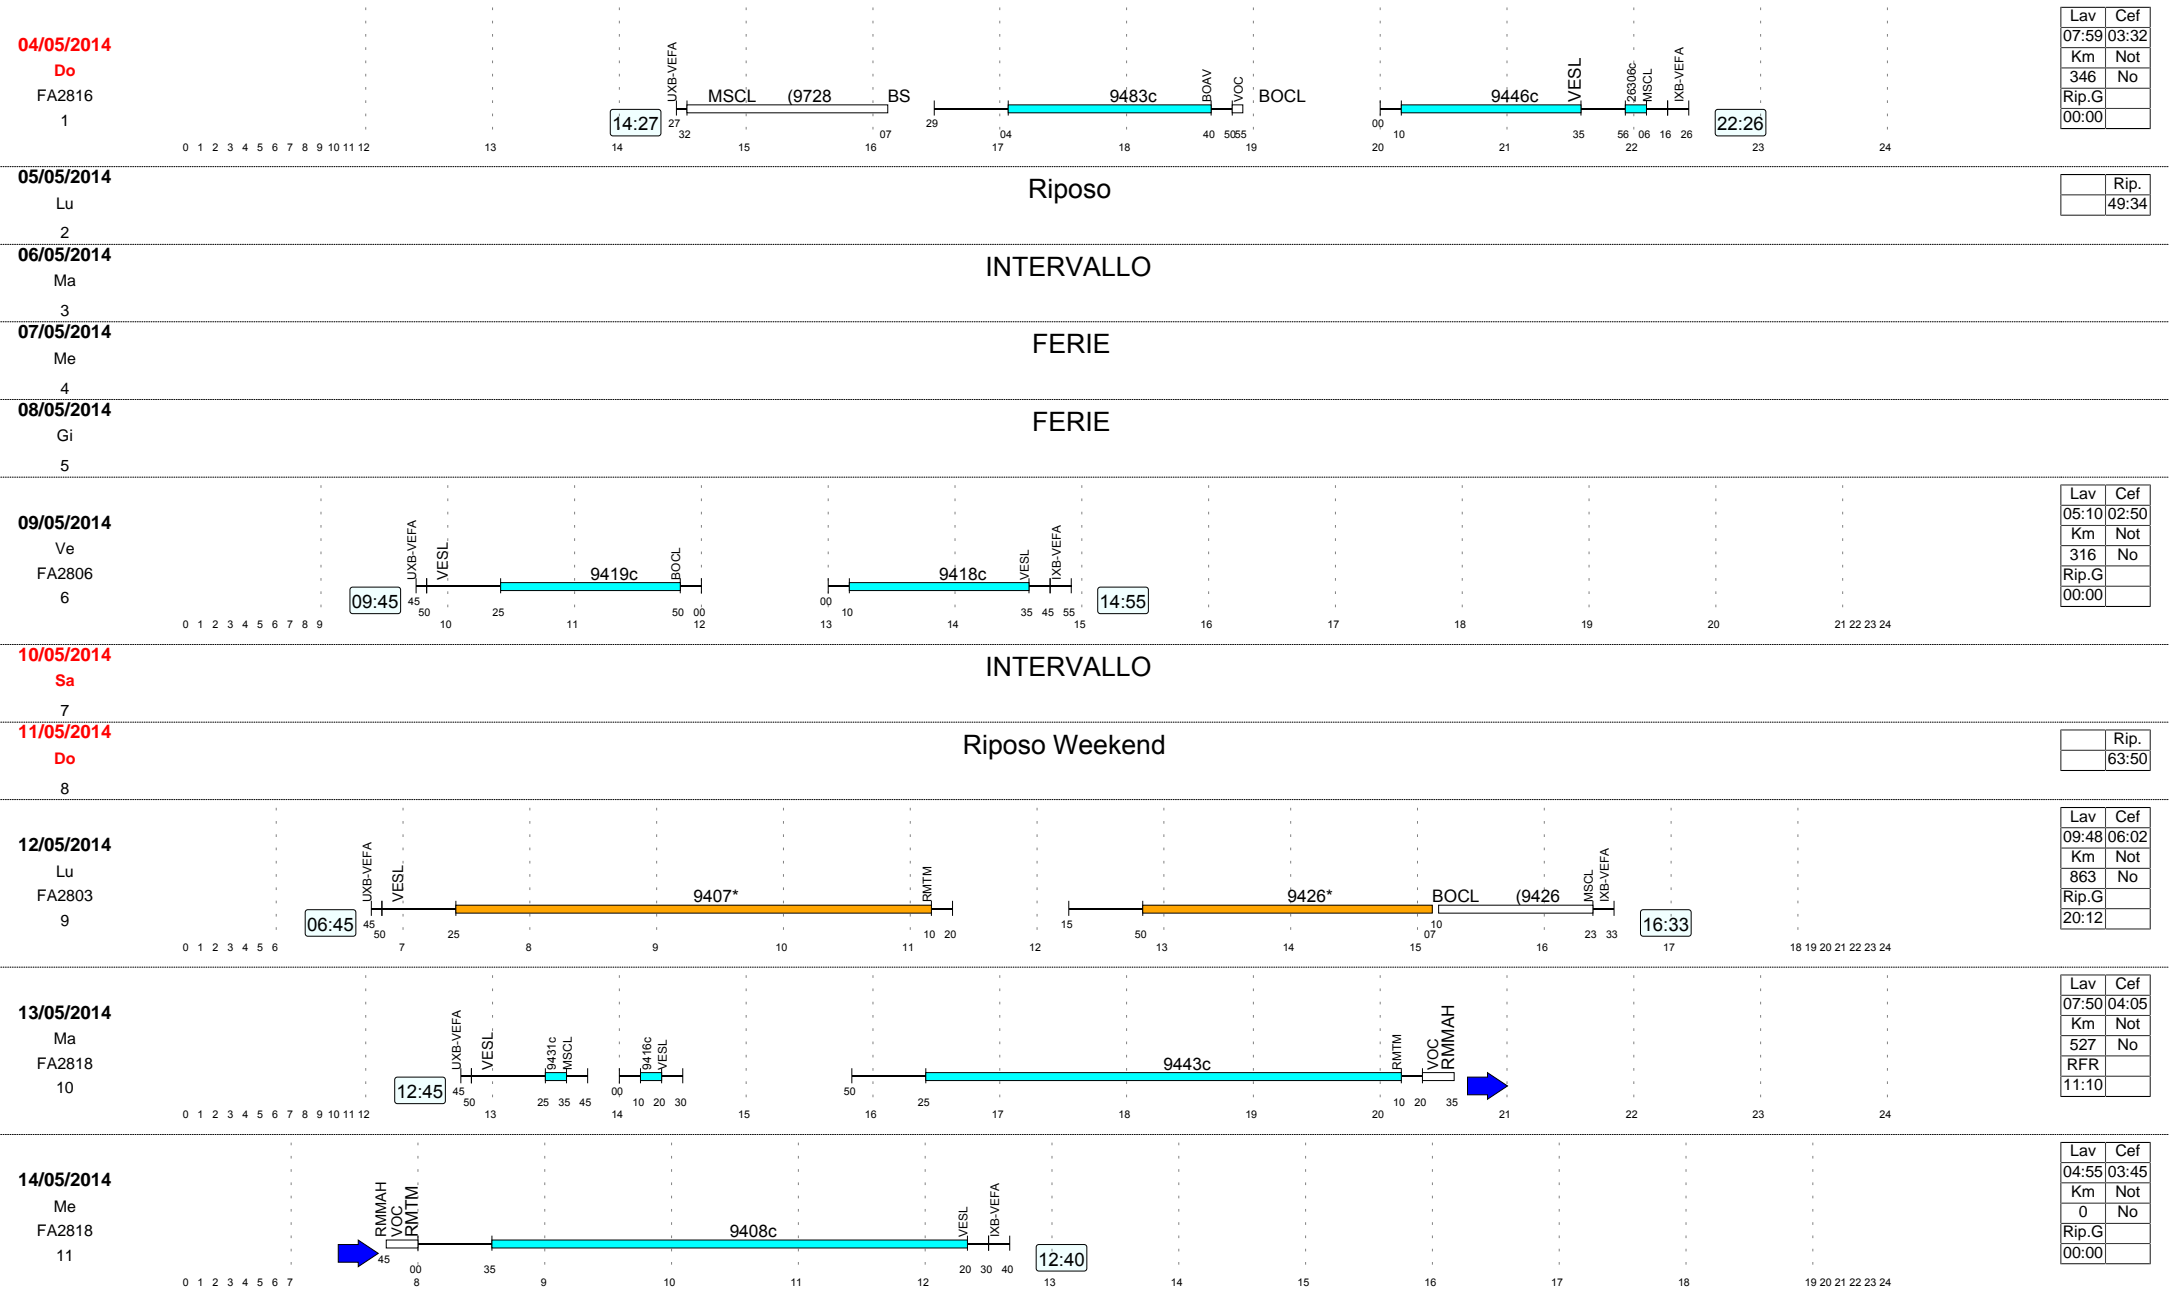 04/05/2014
Do
FA2816
1
14:27
UXB-VEFA
MSCL (9728 BS
9483c
BOAV
VOC
BOCL
9446c
VESL
26306c
MSCL
IXB-VEFA
22:26
27 32 07 29 04 40 50 55 00 10 35 56 06 16 26
0 1 2 3 4 5 6 7 8 9 10 11 12 13 14 15 16 17 18 19 20 21 22 23 24
Lav Cef
07:59 03:32
Km Not
346 No
Rip.G
00:00
05/05/2014
Lu
2
Riposo
Rip.
49:34
06/05/2014
Ma
3
INTERVALLO
07/05/2014
Me
4
FERIE
08/05/2014
Gi
5
FERIE
09/05/2014
Ve
FA2806
6
09:45
UXB-VEFA
VESL
9419c
BOCL
9418c
VESL
IXB-VEFA
14:55
45 50 25 50 00 00 10 35 45 55
0 1 2 3 4 5 6 7 8 9 10 11 12 13 14 15 16 17 18 19 20 21 22 23 24
Lav Cef
05:10 02:50
Km Not
316 No
Rip.G
00:00
10/05/2014
Sa
7
INTERVALLO
11/05/2014
Do
8
Riposo Weekend
Rip.
63:50
12/05/2014
Lu
FA2803
9
06:45
UXB-VEFA
VESL
9407*
RMTM
9426*
BOCL (9426
MSCL
IXB-VEFA
16:33
45 50 25 10 20 15 50 07 10 23 33
0 1 2 3 4 5 6 7 8 9 10 11 12 13 14 15 16 17 18 19 20 21 22 23 24
Lav Cef
09:48 06:02
Km Not
863 No
Rip.G
20:12
13/05/2014
Ma
FA2818
10
12:45
UXB-VEFA
VESL
9431c
MSCL
9416c
VESL
9443c
RMTM
VOC
RMMAH
45 50 25 35 45 00 10 20 30 50 25 10 20 35
0 1 2 3 4 5 6 7 8 9 10 11 12 13 14 15 16 17 18 19 20 21 22 23 24
Lav Cef
07:50 04:05
Km Not
527 No
RFR
11:10
14/05/2014
Me
FA2818
11
RMMAH
VOC
RMTM
9408c
VESL
IXB-VEFA
12:40
45 00 35 20 30 40
0 1 2 3 4 5 6 7 8 9 10 11 12 13 14 15 16 17 18 19 20 21 22 23 24
Lav Cef
04:55 03:45
Km Not
0 No
Rip.G
00:00